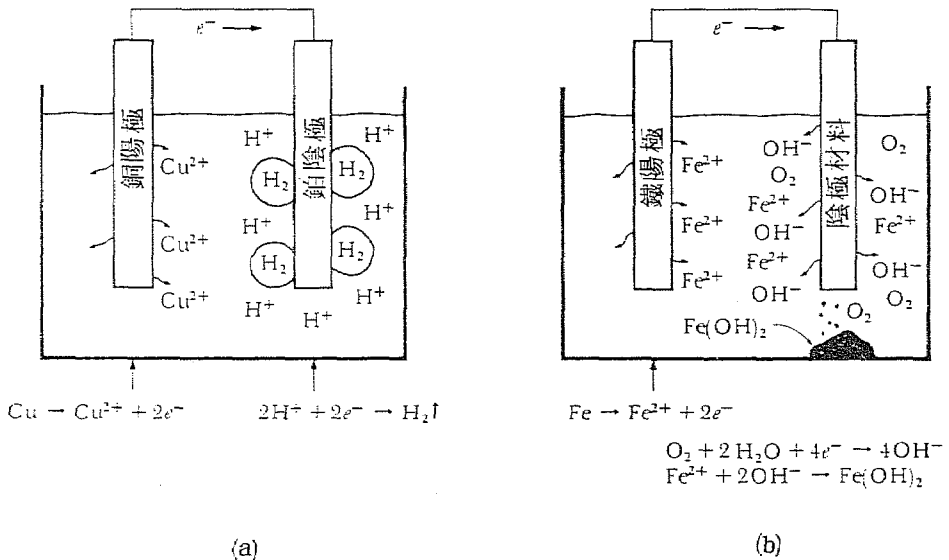 e⁻ →
銅陽極
鉑陰極
Cu²⁺
Cu²⁺
Cu²⁺
H⁺
H⁺
H₂
H₂
H⁺
H⁺
H₂
H₂
H⁺
H⁺
H⁺
Cu → Cu²⁺ + 2e⁻
2H⁺ + 2e⁻ → H₂↑
(a)
e⁻ →
鐵陽極
陰極材料
Fe²⁺
Fe²⁺
Fe²⁺
OH⁻
O₂
O₂
OH⁻
Fe²⁺
Fe²⁺
OH⁻
Fe²⁺
OH⁻
OH⁻
O₂
O₂
Fe(OH)₂
Fe → Fe²⁺ + 2e⁻
O₂ + 2H₂O + 4e⁻ → 4OH⁻
Fe²⁺ + 2OH⁻ → Fe(OH)₂
(b)